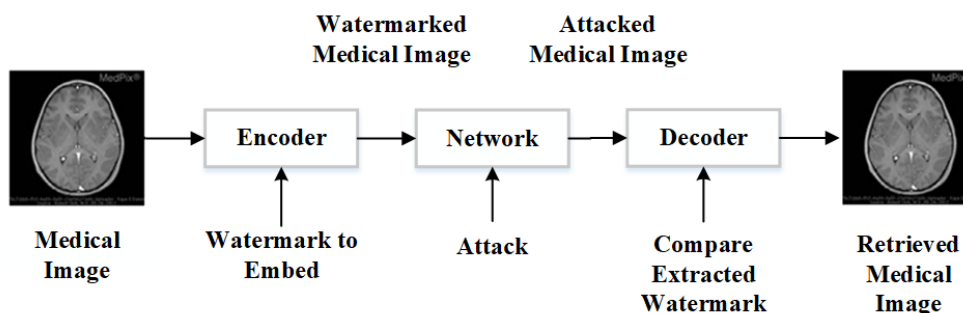 Watermarked
Medical Image
Attacked
Medical Image
MedPix®
Encoder
Network
Decoder
MedPix®
Medical
Image
Watermark to
Embed
Attack
Compare
Extracted
Watermark
Retrieved
Medical
Image